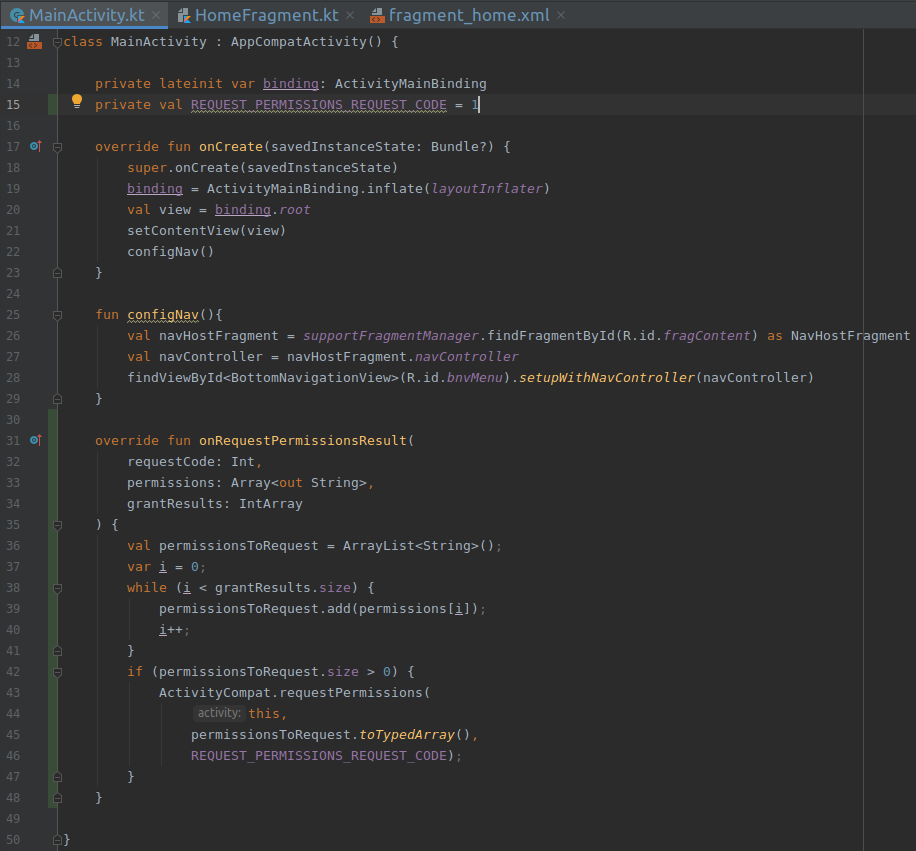 MainActivity.kt × HomeFragment.kt × fragment_home.xml ×
12 class MainActivity : AppCompatActivity() {
13
14     private lateinit var binding: ActivityMainBinding
15     private val REQUEST_PERMISSIONS_REQUEST_CODE = 1
16
17     override fun onCreate(savedInstanceState: Bundle?) {
18         super.onCreate(savedInstanceState)
19         binding = ActivityMainBinding.inflate(layoutInflater)
20         val view = binding.root
21         setContentView(view)
22         configNav()
23     }
24
25     fun configNav(){
26         val navHostFragment = supportFragmentManager.findFragmentById(R.id.fragContent) as NavHostFragment
27         val navController = navHostFragment.navController
28         findViewById<BottomNavigationView>(R.id.bnvMenu).setupWithNavController(navController)
29     }
30
31     override fun onRequestPermissionsResult(
32         requestCode: Int,
33         permissions: Array<out String>,
34         grantResults: IntArray
35     ) {
36         val permissionsToRequest = ArrayList<String>();
37         var i = 0;
38         while (i < grantResults.size) {
39             permissionsToRequest.add(permissions[i]);
40             i++;
41         }
42         if (permissionsToRequest.size > 0) {
43             ActivityCompat.requestPermissions(
44                 activity: this,
45                 permissionsToRequest.toTypedArray(),
46                 REQUEST_PERMISSIONS_REQUEST_CODE);
47         }
48     }
49
50 }